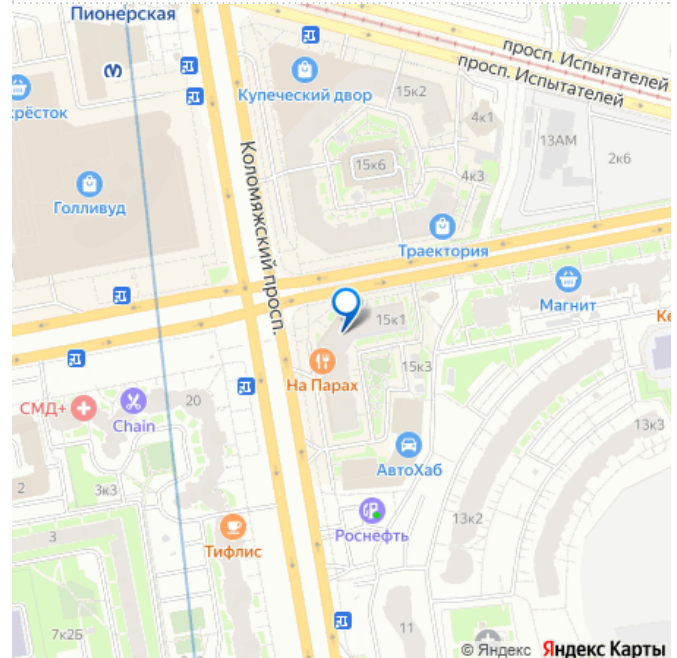 Пионерская
просп. Испытателей
просп. Испытателей
крёсток
Купеческий двор
15к2
4к1
13АМ
2к6
15к6
4к3
Голливуд
Коломяжский просп.
Траектория
Магнит
Ке
15к1
На Парах
15к3
СМД+
Chain
20
13к3
АвтоХаб
2
3к3
Роснефть
13к2
3
Тифлис
7к2Б
11
© Яндекс Яндекс Карты